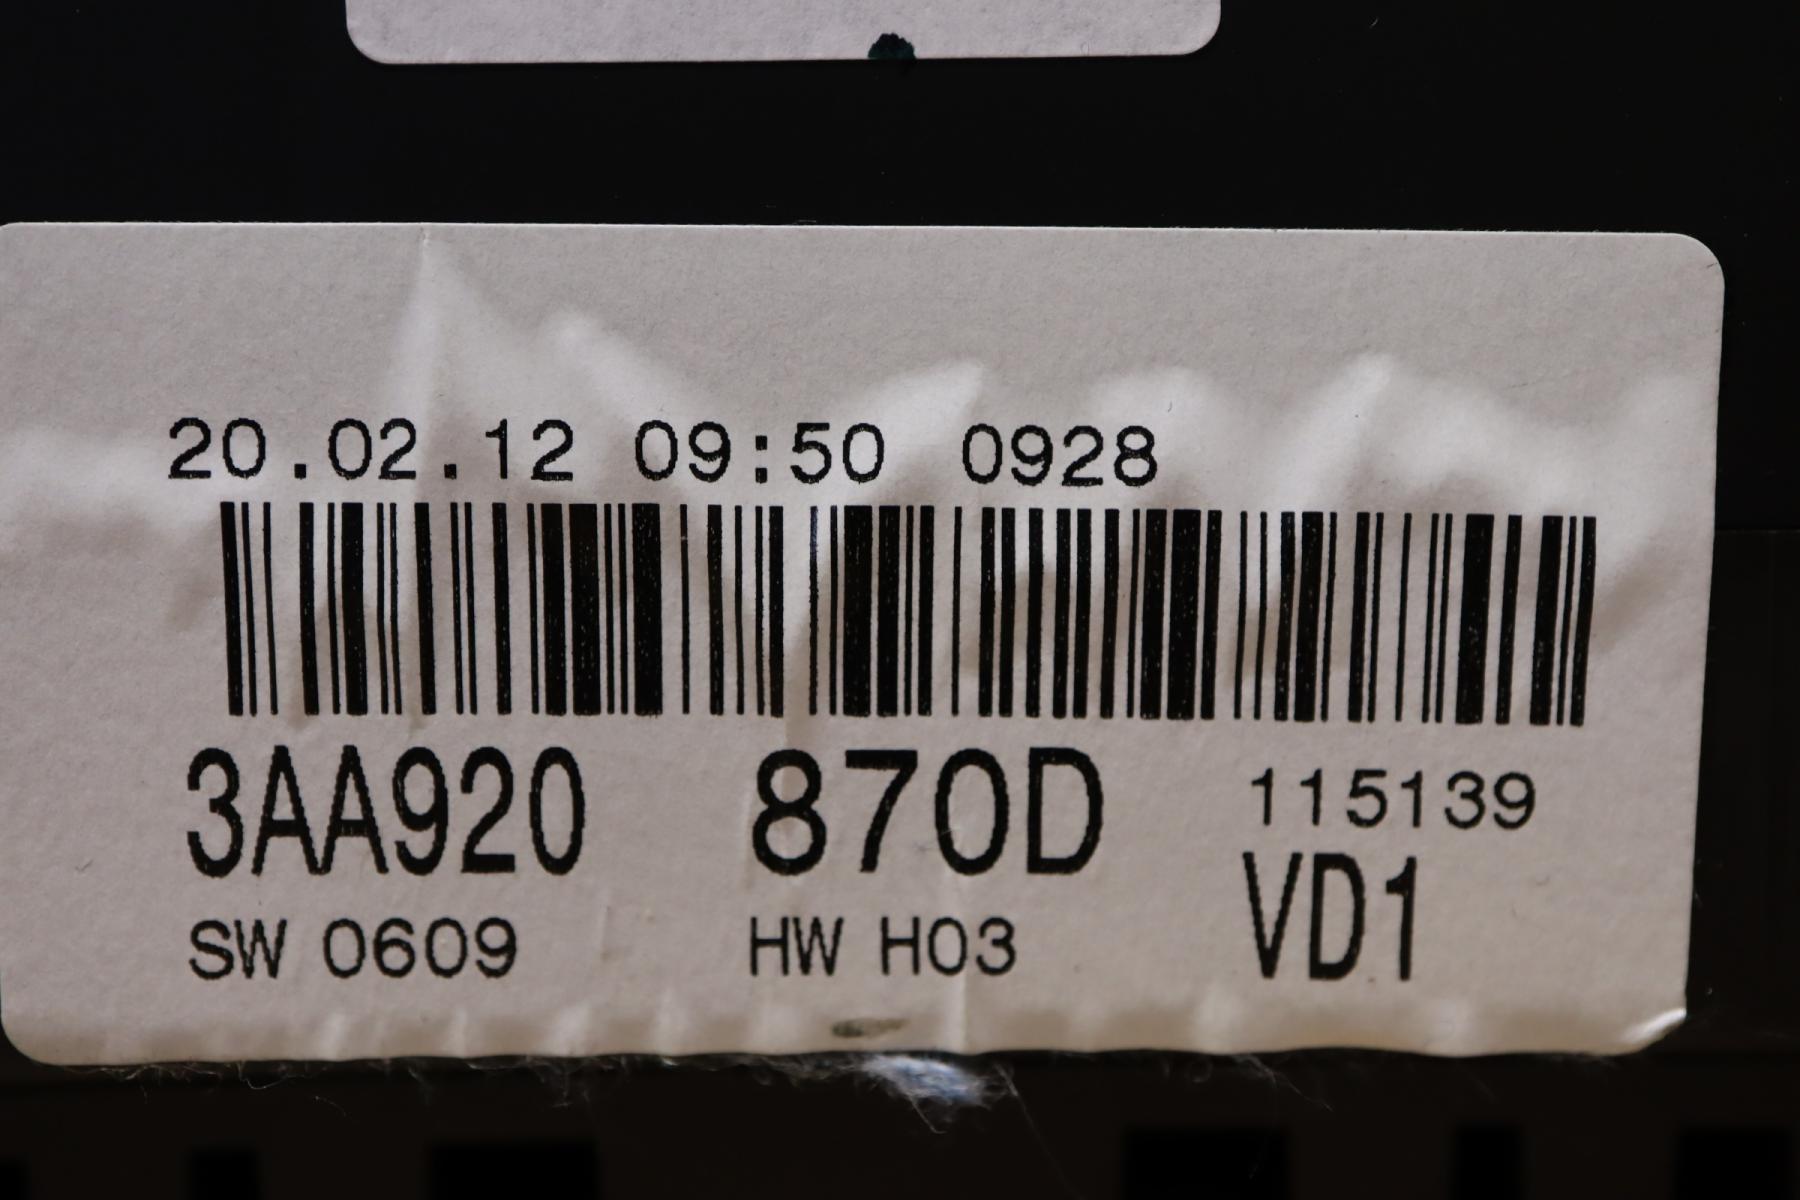 20.02.12 09:50 0928
3AA920 870D 115139
SW 0609 HW H03 VD1